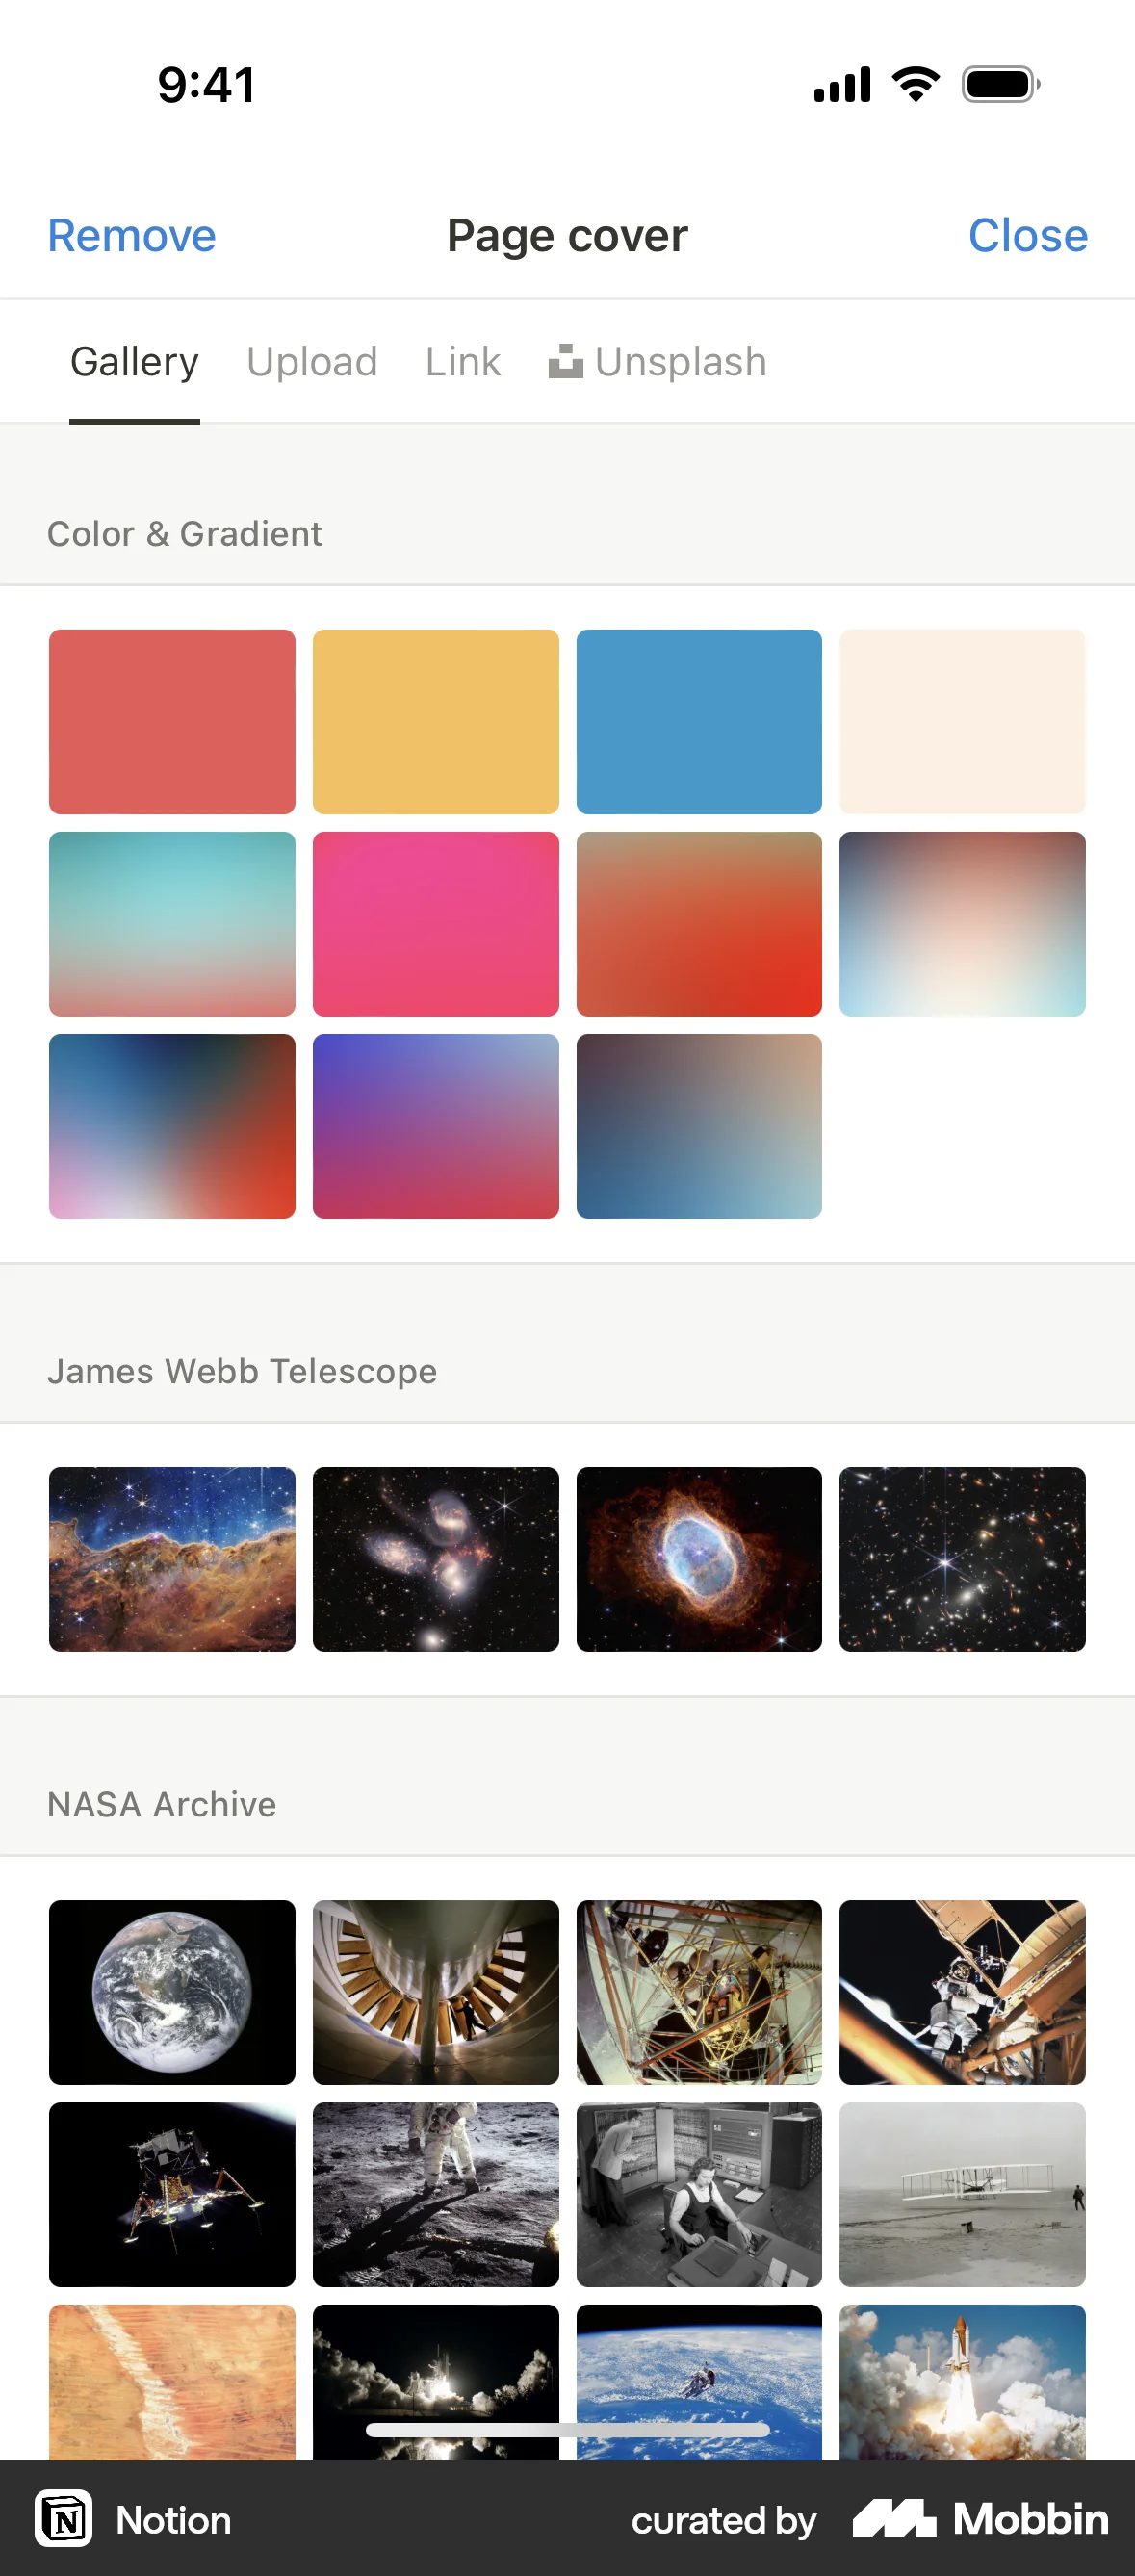 9:41
Remove Page cover Close
Gallery Upload Link Unsplash
Color & Gradient
James Webb Telescope
NASA Archive
Notion curated by Mobbin